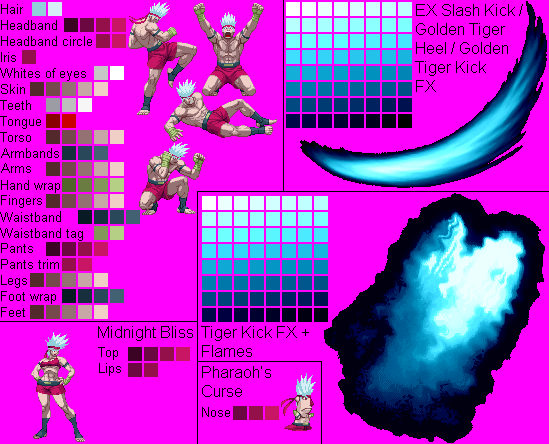 Hair
Headband
Headband circle
Iris
Whites of eyes
Skin
Teeth
Tongue
Torso
Armbands
Arms
Hand wrap
Fingers
Waistband
Waistband tag
Pants
Pants trim
Legs
Foot wrap
Feet
EX Slash Kick /
Golden Tiger
Heel / Golden
Tiger Kick
FX
Midnight Bliss
Top
Lips
Tiger Kick FX +
Flames
Pharaoh's
Curse
Nose